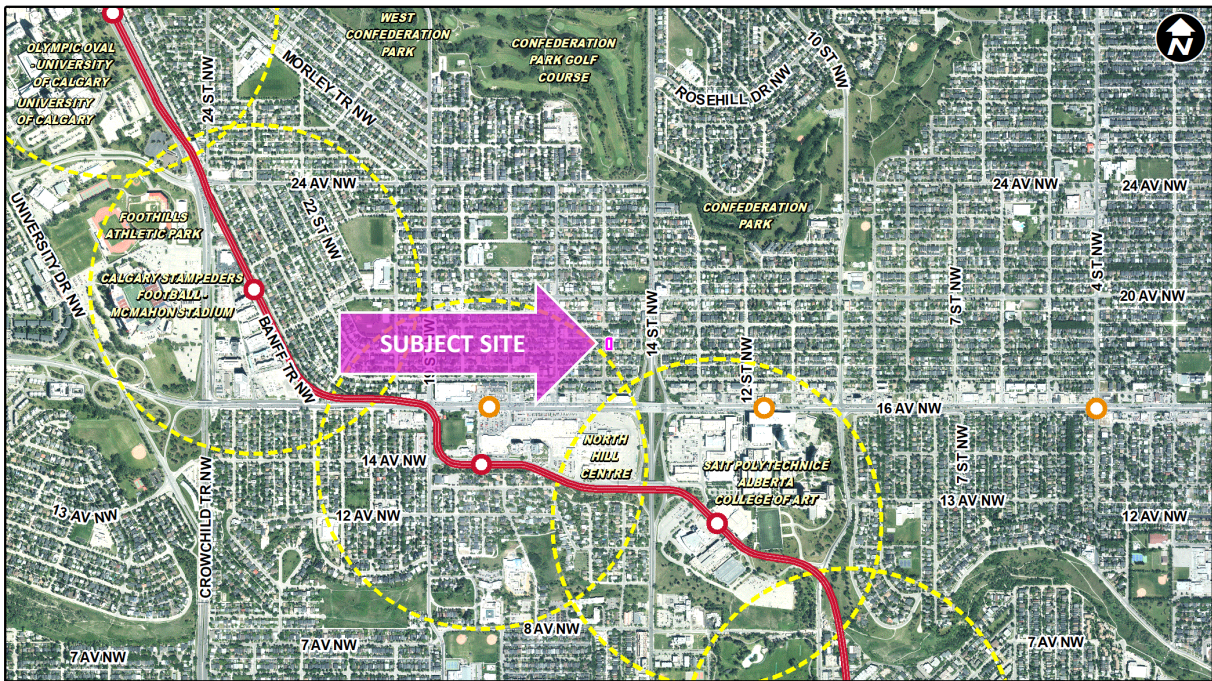 WEST
CONFEDERATION
PARK
CONFEDERATION
PARK GOLF
COURSE
10 ST NW
N
OLYMPIC OVAL
- UNIVERSITY
OF CALGARY
UNIVERSITY
OF CALGARY
24 ST NW
MORLEY TR NW
ROSEHILL DR NW
24 AV NW
24 AV NW
24 AV NW
UNIVERSITY DR NW
FOOTHILLS
ATHLETIC PARK
22 ST NW
CONFEDERATION
PARK
CALGARY STAMPEDERS
FOOTBALL -
MCMAHON STADIUM
7 ST NW
4 ST NW
20 AV NW
BANFF TR NW
19 ST NW
SUBJECT SITE
14 ST NW
12 ST NW
16 AV NW
14 AV NW
NORTH
HILL
CENTRE
SAIT POLYTECHNICE
ALBERTA
COLLEGE OF ART
7 ST NW
13 AV NW
CROWCHILD TR NW
12 AV NW
13 AV NW
12 AV NW
8 AV NW
7 AV NW
7 AV NW
7 AV NW